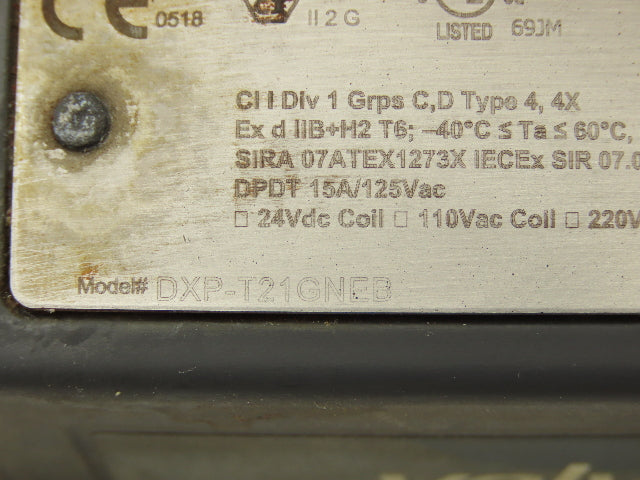 CE 0518 II 2 G
LISTED 69JM
Cl I Div 1 Grps C,D Type 4, 4X
Ex d IIB+H2 T6; –40°C ≤ Ta ≤ 60°C,
SIRA 07ATEX1273X IECEx SIR 07.0
DPDT 15A/125Vac
□ 24Vdc Coil □ 110Vac Coil □ 220V
Model# DXP-T21GNEB